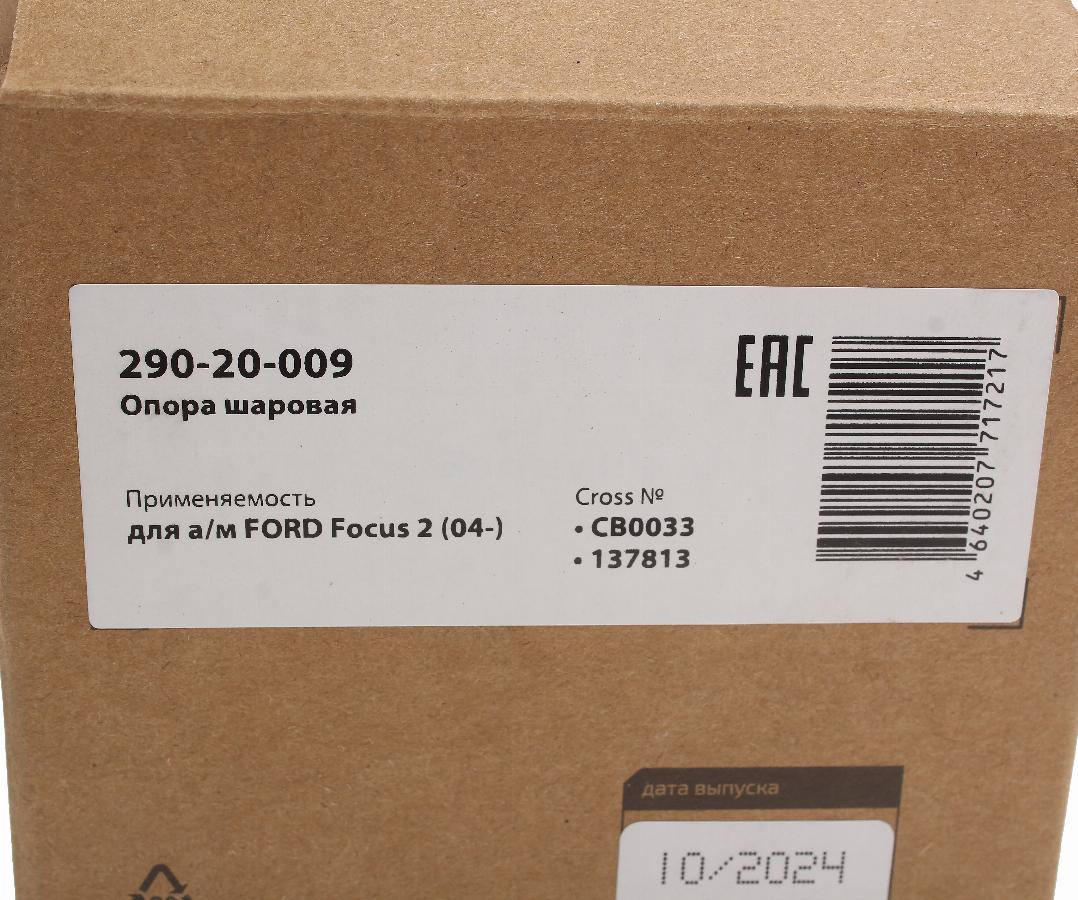 290-20-009
Опора шаровая
EAC
Применяемость
для а/м FORD Focus 2 (04-)
Cross №
• CB0033
• 137813
4 640207 717217
дата выпуска
10/2024